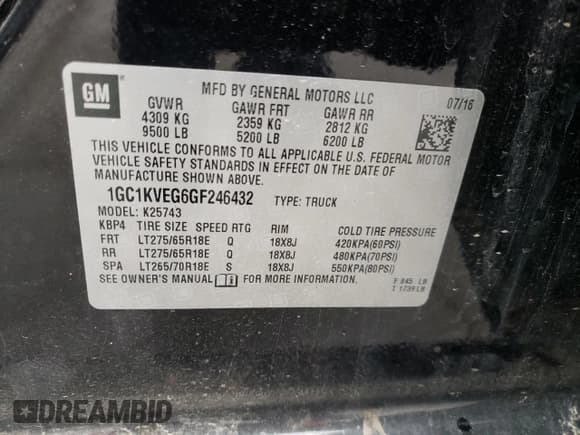 GM
MFD BY GENERAL MOTORS LLC 07/16
GVWR GAWR FRT GAWR RR
4309 KG 2359 KG 2812 KG
9500 LB 5200 LB 6200 LB
THIS VEHICLE CONFORMS TO ALL APPLICABLE U.S. FEDERAL MOTOR
VEHICLE SAFETY STANDARDS IN EFFECT ON THE DATE OF
MANUFACTURE SHOWN ABOVE.
1GC1KVEG6GF246432 TYPE: TRUCK
MODEL: K25743
KBP4 TIRE SIZE SPEED RTG RIM COLD TIRE PRESSURE
FRT LT275/65R18E Q 18X8J 420KPA(60PSI)
RR LT275/65R18E Q 18X8J 480KPA(70PSI)
SPA LT265/70R18E S 18X8J 550KPA(80PSI)
SEE OWNER'S MANUAL FOR MORE INFORMATION.
F 845 LB
T 1739 LB
DREAMBID